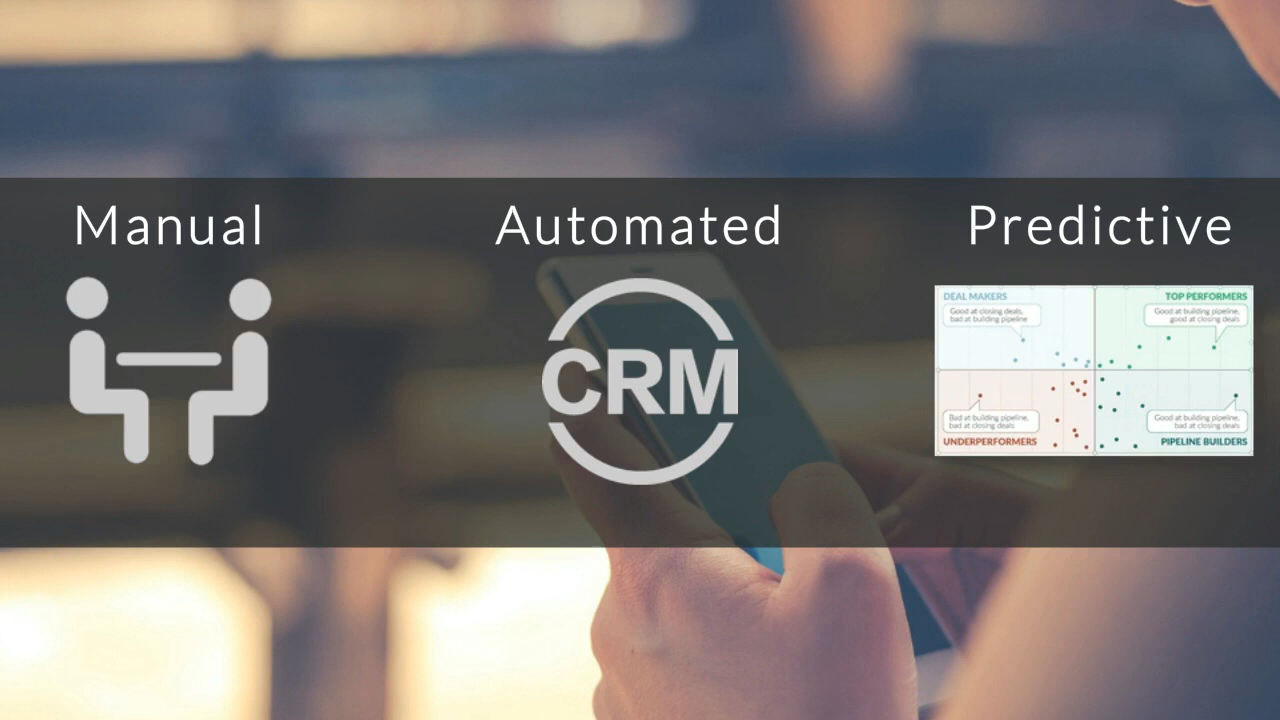 Manual
Automated
Predictive
CRM
DEAL MAKERS
Good at closing deals,
bad at building pipeline
TOP PERFORMERS
Good at building pipeline,
good at closing deals
Bad at building pipeline,
bad at closing deals
UNDERPERFORMERS
Good at building pipeline,
bad at closing deals
PIPELINE BUILDERS